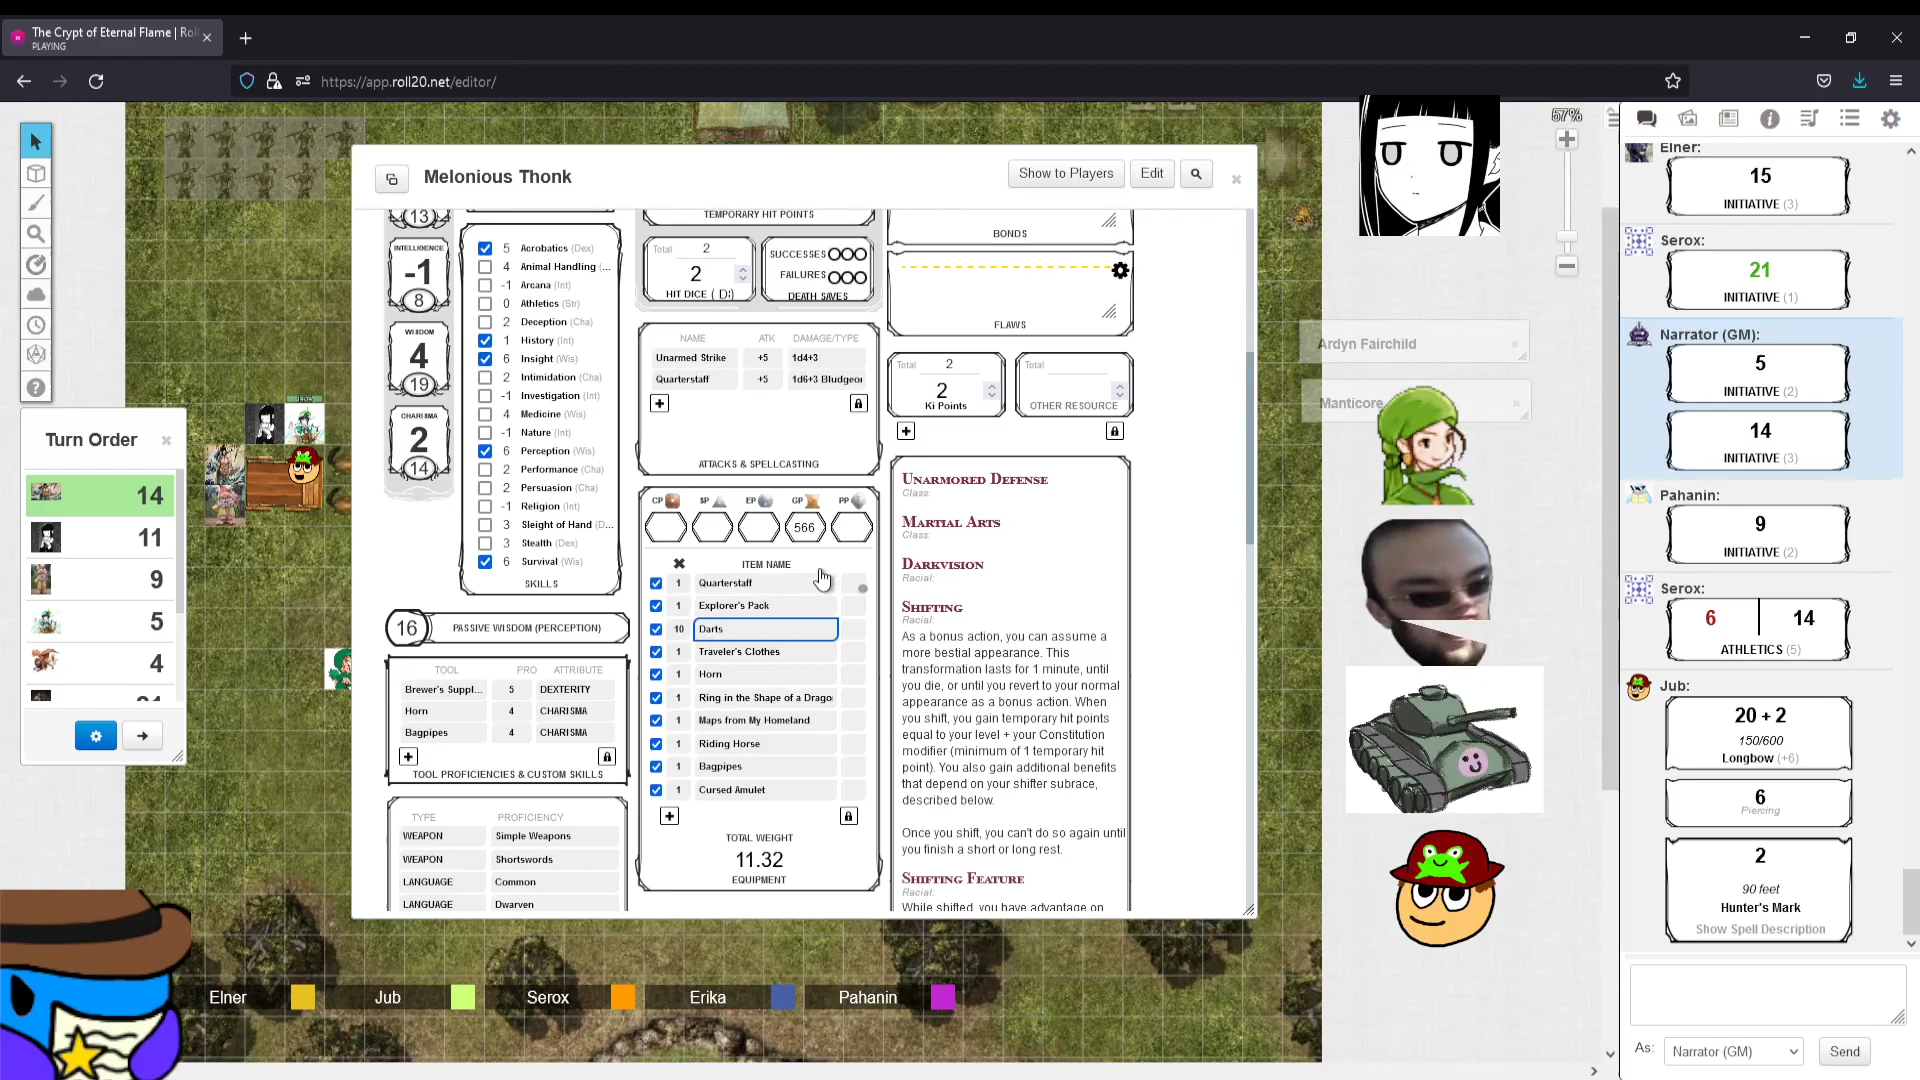 The Crypt of Eternal Flame | Roll
PLAYING
https://app.roll20.net/editor/
Melonious Thonk
Show to Players
Edit
13
INTELLIGENCE
-1
8
WISDOM
4
19
CHARISMA
2
14
5 Acrobatics (Dex)
4 Animal Handling (...
-1 Arcana (Int)
0 Athletics (Str)
2 Deception (Cha)
1 History (Int)
6 Insight (Wis)
2 Intimidation (Cha)
-1 Investigation (Int)
4 Medicine (Wis)
-1 Nature (Int)
6 Perception (Wis)
2 Performance (Cha)
2 Persuasion (Cha)
-1 Religion (Int)
3 Sleight of Hand (D...
3 Stealth (Dex)
6 Survival (Wis)
SKILLS
16 PASSIVE WISDOM (PERCEPTION)
TOOL PRO ATTRIBUTE
Brewer's Suppl... 5 DEXTERITY
Horn 4 CHARISMA
Bagpipes 4 CHARISMA
TOOL PROFICIENCIES & CUSTOM SKILLS
TYPE PROFICIENCY
WEAPON Simple Weapons
WEAPON Shortswords
LANGUAGE Common
LANGUAGE Dwarven
TEMPORARY HIT POINTS
Total 2
2
HIT DICE
SUCCESSES
FAILURES
DEATH SAVES
NAME ATK DAMAGE/TYPE
Unarmed Strike +5 1d4+3
Quarterstaff +5 1d6+3 Bludgeon
ATTACKS & SPELLCASTING
CP SP EP GP PP
566
ITEM NAME
1 Quarterstaff
1 Explorer's Pack
10 Darts
1 Traveler's Clothes
1 Horn
1 Ring in the Shape of a Drago
1 Maps from My Homeland
1 Riding Horse
1 Bagpipes
1 Cursed Amulet
TOTAL WEIGHT
11.32
EQUIPMENT
BONDS
FLAWS
Total 2
2
Ki Points
Total
OTHER RESOURCE
UNARMORED DEFENSE
Class:
MARTIAL ARTS
Class:
DARKVISION
Racial:
SHIFTING
Racial:
As a bonus action, you can assume a
more bestial appearance. This
transformation lasts for 1 minute, until
you die, or until you revert to your normal
appearance as a bonus action. When
you shift, you gain temporary hit points
equal to your level + your Constitution
modifier (minimum of 1 temporary hit
point). You also gain additional benefits
that depend on your shifter subrace,
described below.
Once you shift, you can't do so again until
you finish a short or long rest.
SHIFTING FEATURE
Racial:
While shifted, you have advantage on
Turn Order
14
11
9
5
4
Elner
Jub
Serox
Erika
Pahanin
57%
Ardyn Fairchild
Manticore
Elner:
15
INITIATIVE (3)
Serox:
21
INITIATIVE (1)
Narrator (GM):
5
INITIATIVE (2)
14
INITIATIVE (3)
Pahanin:
9
INITIATIVE (2)
Serox:
6 14
ATHLETICS (5)
Jub:
20 + 2
150/600
Longbow (+6)
6
Piercing
2
90 feet
Hunter's Mark
Show Spell Description
As: Narrator (GM)
Send